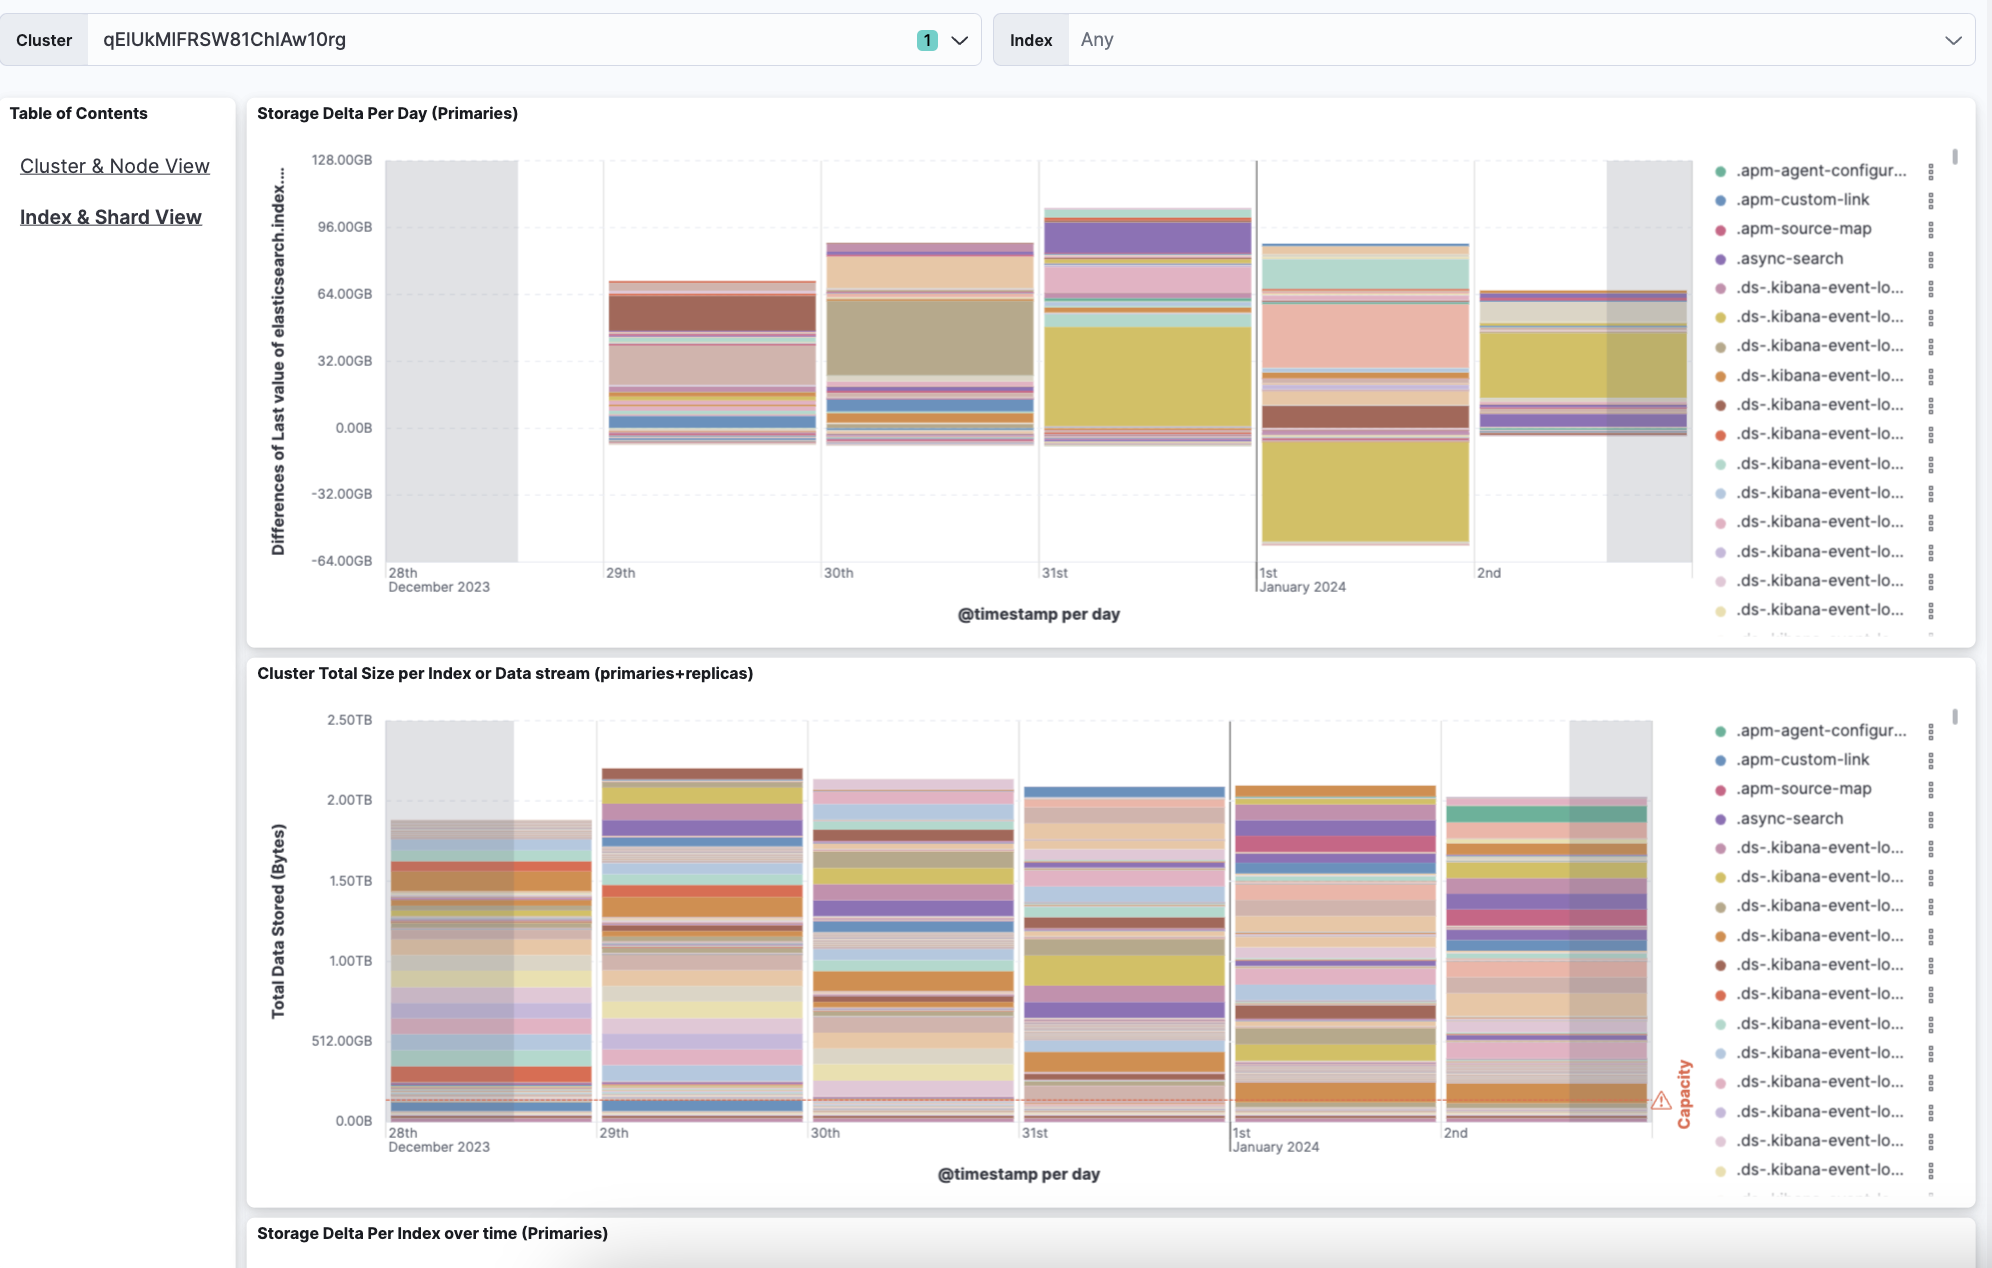 Cluster qEIUkMIFRSW81ChIAw10rg 1 Index Any
Table of Contents
Cluster & Node View
Index & Shard View
Storage Delta Per Day (Primaries)
Differences of Last value of elasticsearch.index....
128.00GB
96.00GB
64.00GB
32.00GB
0.00B
-32.00GB
-64.00GB
28th
December 2023
29th
30th
31st
1st
January 2024
2nd
@timestamp per day
.apm-agent-configur...
.apm-custom-link
.apm-source-map
.async-search
.ds-.kibana-event-lo...
.ds-.kibana-event-lo...
.ds-.kibana-event-lo...
.ds-.kibana-event-lo...
.ds-.kibana-event-lo...
.ds-.kibana-event-lo...
.ds-.kibana-event-lo...
.ds-.kibana-event-lo...
.ds-.kibana-event-lo...
.ds-.kibana-event-lo...
.ds-.kibana-event-lo...
.ds-.kibana-event-lo...
Cluster Total Size per Index or Data stream (primaries+replicas)
Total Data Stored (Bytes)
2.50TB
2.00TB
1.50TB
1.00TB
512.00GB
0.00B
28th
December 2023
29th
30th
31st
1st
January 2024
2nd
@timestamp per day
Capacity
.apm-agent-configur...
.apm-custom-link
.apm-source-map
.async-search
.ds-.kibana-event-lo...
.ds-.kibana-event-lo...
.ds-.kibana-event-lo...
.ds-.kibana-event-lo...
.ds-.kibana-event-lo...
.ds-.kibana-event-lo...
.ds-.kibana-event-lo...
.ds-.kibana-event-lo...
.ds-.kibana-event-lo...
.ds-.kibana-event-lo...
.ds-.kibana-event-lo...
.ds-.kibana-event-lo...
Storage Delta Per Index over time (Primaries)